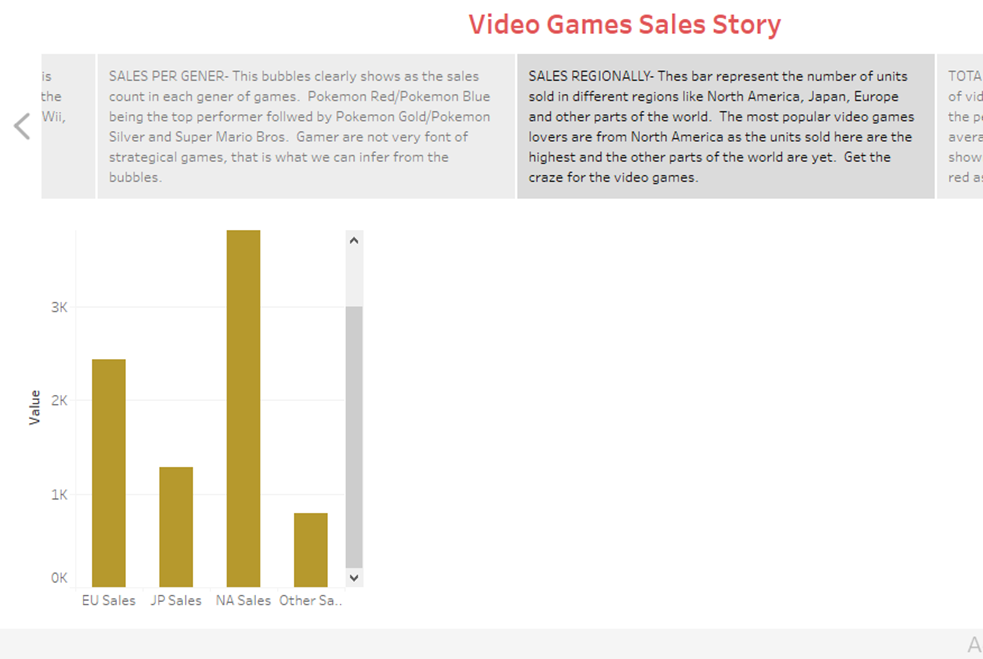 Video Games Sales Story
is
the
Wii,
SALES PER GENER- This bubbles clearly shows as the sales
count in each gener of games.  Pokemon Red/Pokemon Blue
being the top performer follwed by Pokemon Gold/Pokemon
Silver and Super Mario Bros.  Gamer are not very font of
strategical games, that is what we can infer from the
bubbles.
SALES REGIONALLY- Thes bar represent the number of units
sold in different regions like North America, Japan, Europe
and other parts of the world.  The most popular video games
lovers are from North America as the units sold here are the
highest and the other parts of the world are yet.  Get the
craze for the video games.
TOTA
of vid
the p
avera
show
red as
3K
2K
1K
0K
Value
EU Sales
JP Sales
NA Sales
Other Sa..
A